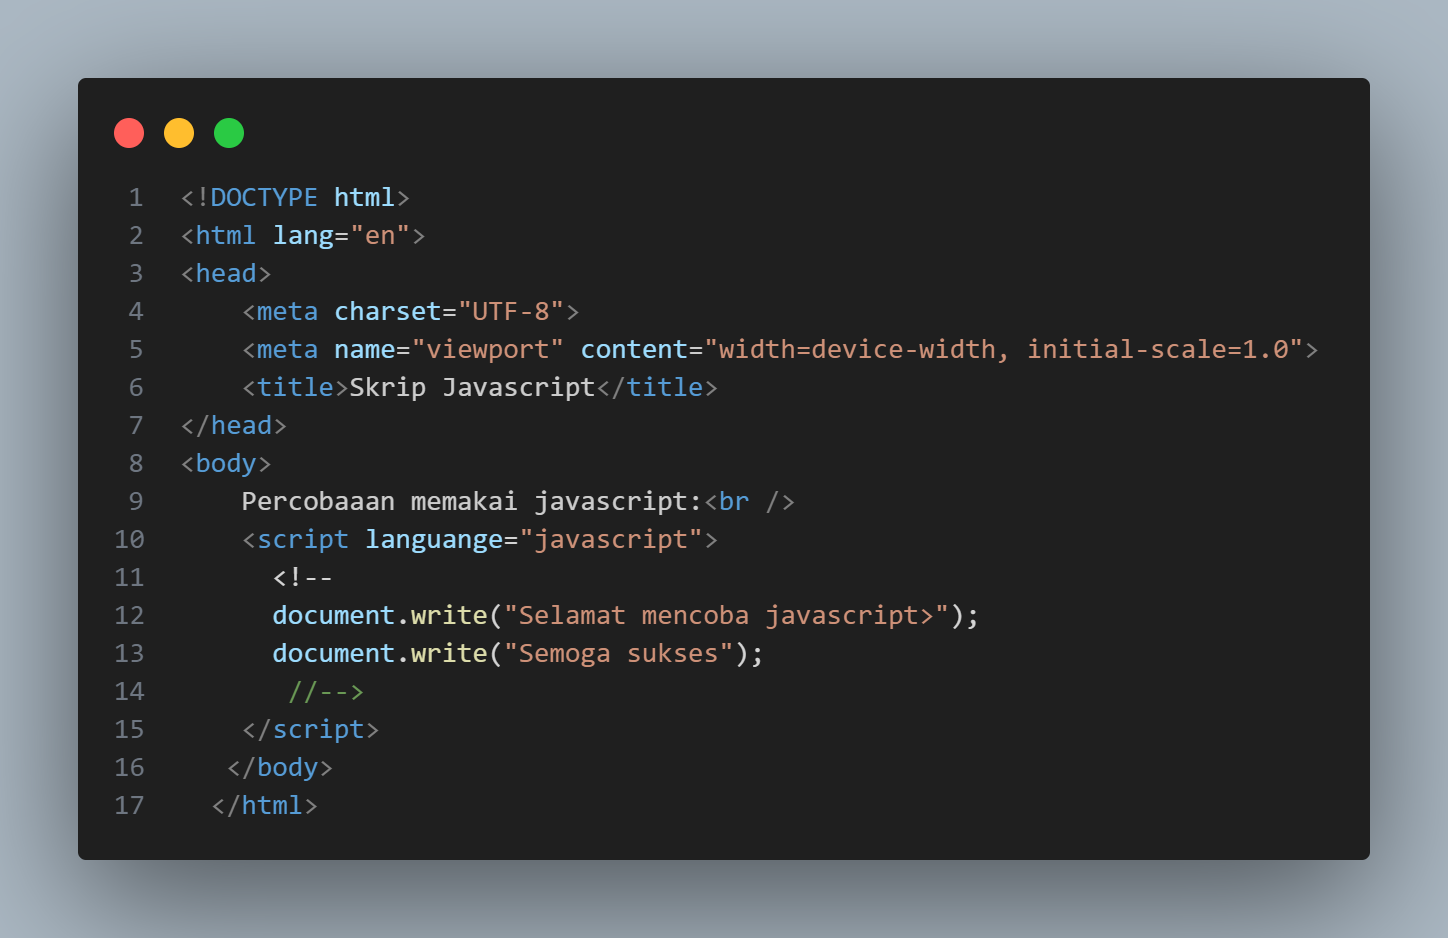 1 <!DOCTYPE html>
2 <html lang="en">
3 <head>
4     <meta charset="UTF-8">
5     <meta name="viewport" content="width=device-width, initial-scale=1.0">
6     <title>Skrip Javascript</title>
7 </head>
8 <body>
9     Percobaaan memakai javascript:<br />
10     <script languange="javascript">
11       <!--
12       document.write("Selamat mencoba javascript>");
13       document.write("Semoga sukses");
14        //-->
15     </script>
16    </body>
17   </html>